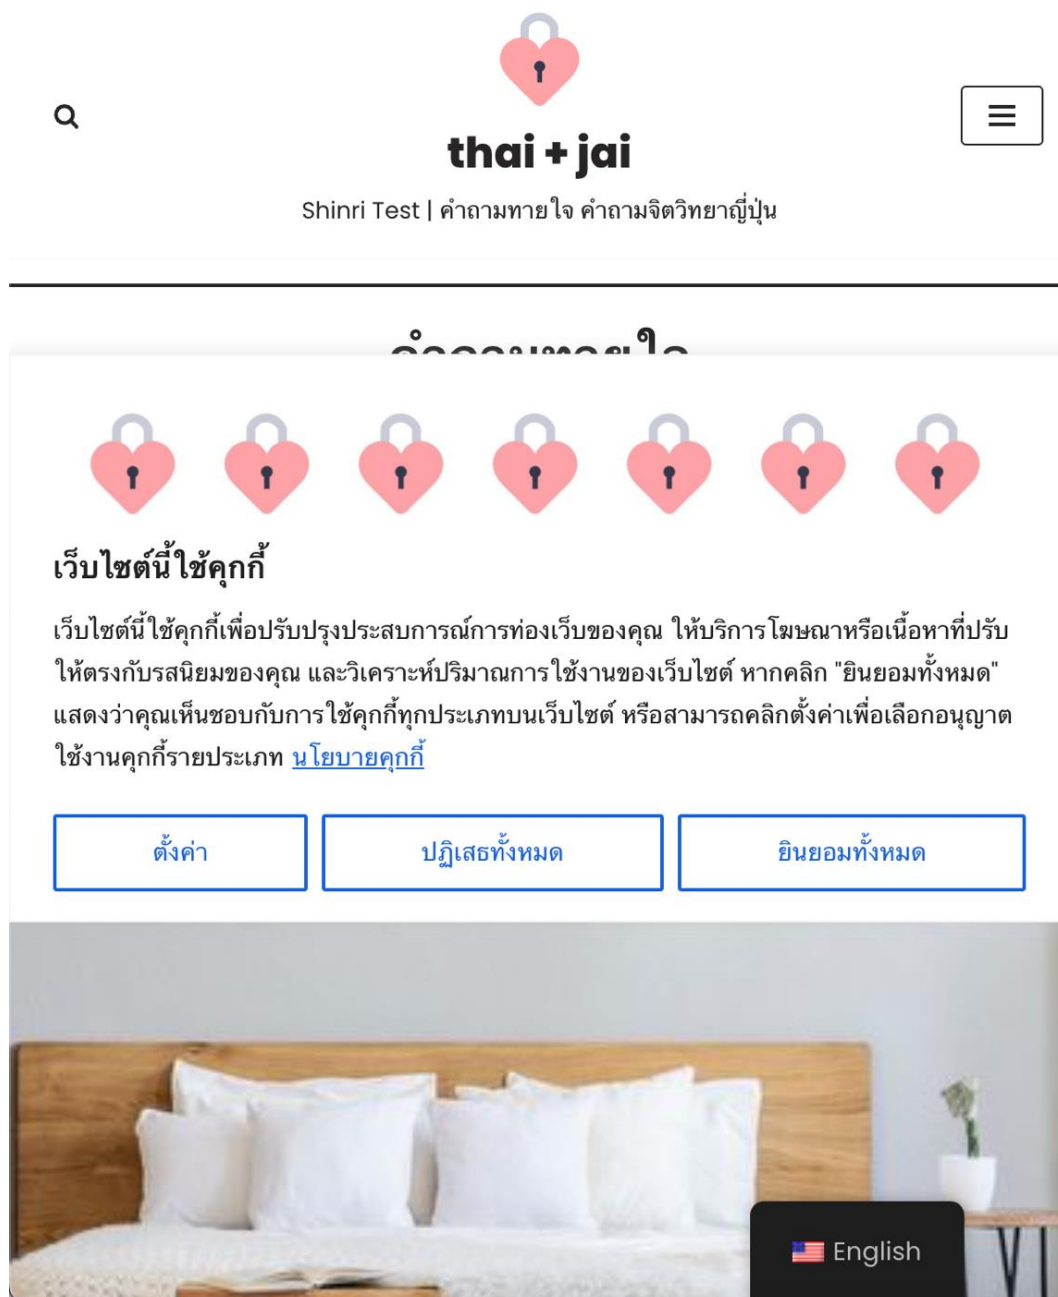 thai + jai
Shinri Test | คำถามทายใจ คำถามจิตวิทยาญี่ปุ่น
คำถามทายใจ
เว็บไซต์นี้ใช้คุกกี้
เว็บไซต์นี้ใช้คุกกี้เพื่อปรับปรุงประสบการณ์การท่องเว็บของคุณ ให้บริการโฆษณาหรือเนื้อหาที่ปรับ
ให้ตรงกับรสนิยมของคุณ และวิเคราะห์ปริมาณการใช้งานของเว็บไซต์ หากคลิก "ยินยอมทั้งหมด"
แสดงว่าคุณเห็นชอบกับการใช้คุกกี้ทุกประเภทบนเว็บไซต์ หรือสามารถคลิกตั้งค่าเพื่อเลือกอนุญาต
ใช้งานคุกกี้รายประเภท นโยบายคุกกี้
ตั้งค่า
ปฏิเสธทั้งหมด
ยินยอมทั้งหมด
English